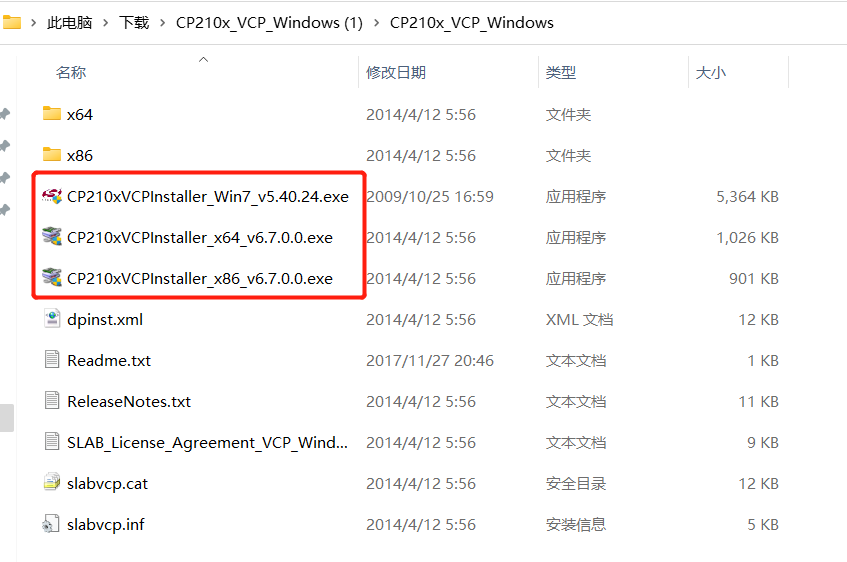 此电脑 > 下载 > CP210x_VCP_Windows (1) > CP210x_VCP_Windows
名称 修改日期 类型 大小
x64 2014/4/12 5:56 文件夹
x86 2014/4/12 5:56 文件夹
CP210xVCPInstaller_Win7_v5.40.24.exe 2009/10/25 16:59 应用程序 5,364 KB
CP210xVCPInstaller_x64_v6.7.0.0.exe 2014/4/12 5:56 应用程序 1,026 KB
CP210xVCPInstaller_x86_v6.7.0.0.exe 2014/4/12 5:56 应用程序 901 KB
dpinst.xml 2014/4/12 5:56 XML 文档 12 KB
Readme.txt 2017/11/27 20:46 文本文档 1 KB
ReleaseNotes.txt 2014/4/12 5:56 文本文档 11 KB
SLAB_License_Agreement_VCP_Wind... 2014/4/12 5:56 文本文档 9 KB
slabvcp.cat 2014/4/12 5:56 安全目录 12 KB
slabvcp.inf 2014/4/12 5:56 安装信息 5 KB